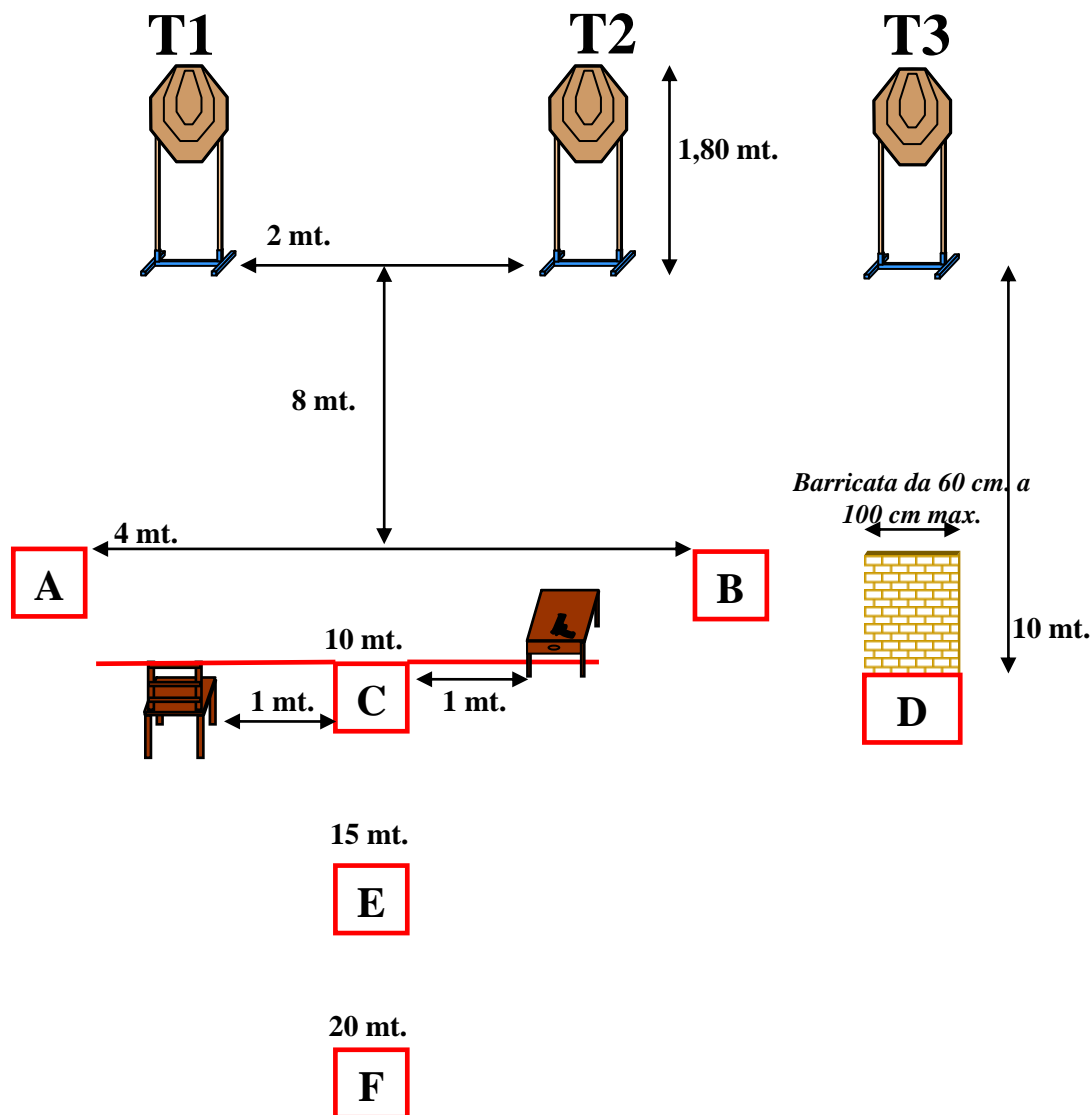 T1 T2 T3
1,80 mt.
2 mt.
8 mt.
Barricata da 60 cm. a
100 cm max.
4 mt.
A
B
10 mt.
10 mt.
1 mt.
C
1 mt.
D
15 mt.
E
20 mt.
F